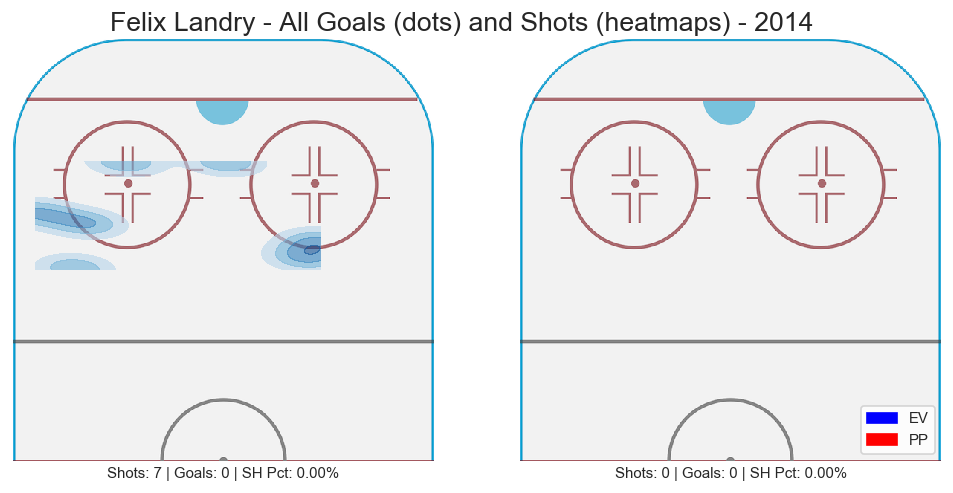 Felix Landry - All Goals (dots) and Shots (heatmaps) - 2014
EV
PP
Shots: 7 | Goals: 0 | SH Pct: 0.00%
Shots: 0 | Goals: 0 | SH Pct: 0.00%